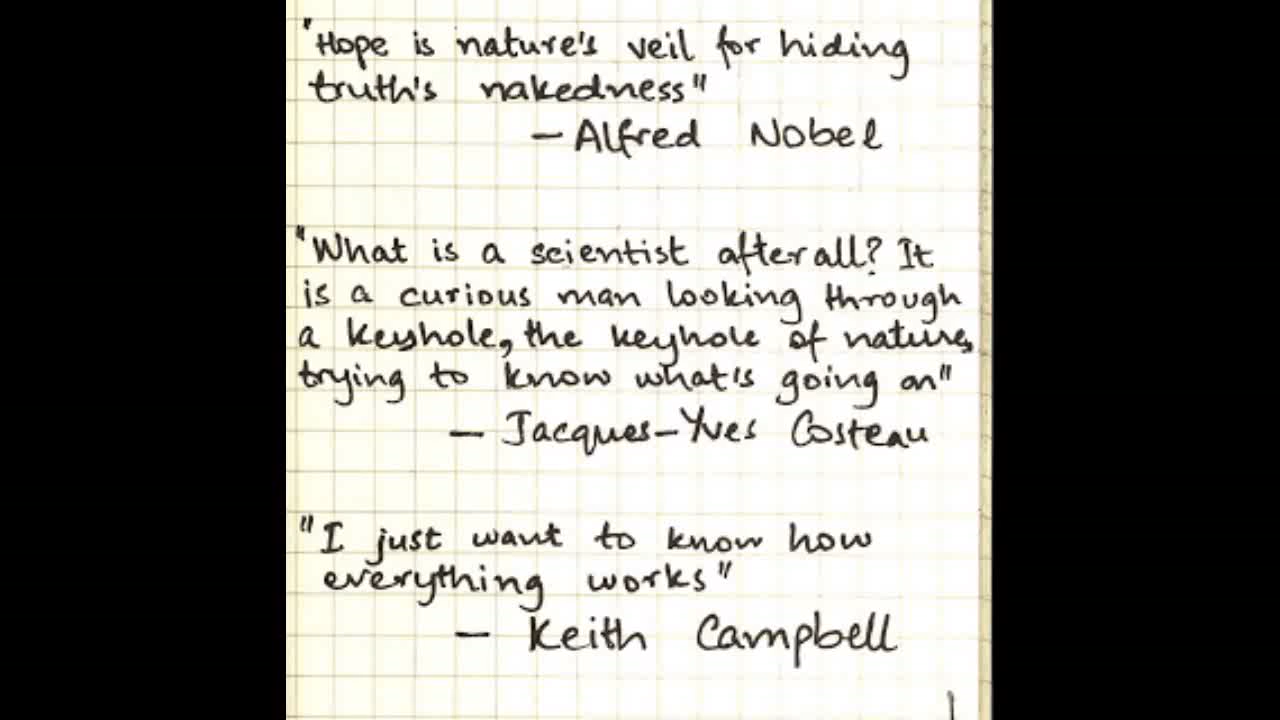 "Hope is nature's veil for hiding
truth's nakedness"
— Alfred Nobel
"What is a scientist after all? It
is a curious man looking through
a keyhole, the keyhole of nature,
trying to know what's going on"
— Jacques-Yves Costeau
"I just want to know how
everything works"
— Keith Campbell